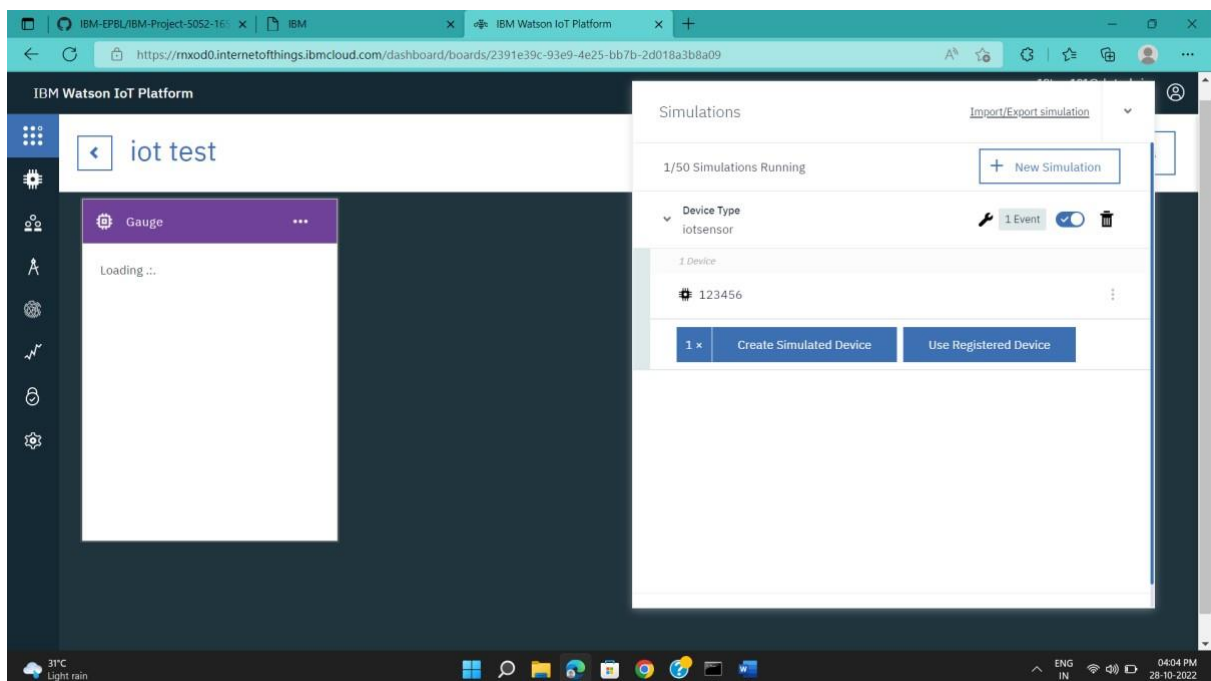 IBM-EPBL/IBM-Project-5052-165
IBM
IBM Watson IoT Platform
https://rnxod0.internetofthings.ibmcloud.com/dashboard/boards/2391e39c-93e9-4e25-bb7b-2d018a3b8a09
IBM Watson IoT Platform
iot test
Gauge
Loading .:.
Simulations
Import/Export simulation
1/50 Simulations Running
+ New Simulation
Device Type
iotsensor
1 Event
1 Device
123456
1 ×
Create Simulated Device
Use Registered Device
31°C
Light rain
ENG
IN
04:04 PM
28-10-2022